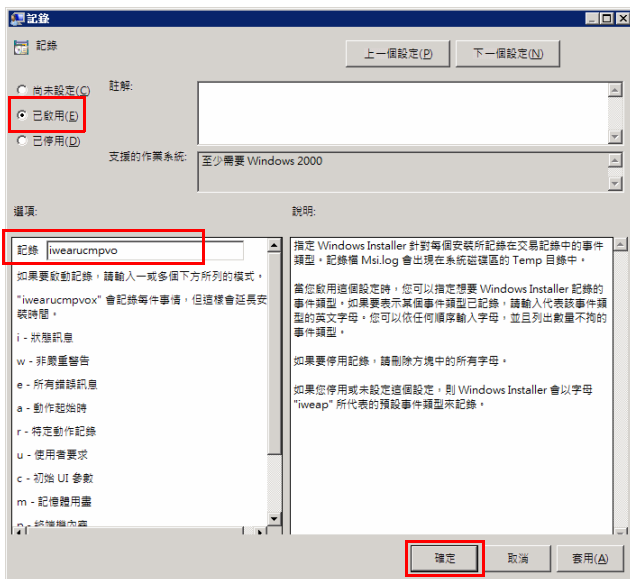 記錄
記錄
上一個設定(P)
下一個設定(N)
尚未設定(C)
已啟用(E)
已停用(D)
註解:
支援的作業系統:
至少需要 Windows 2000
選項:
說明:
記錄 iwearucmpvo
如果要啟動記錄，請輸入一或多個下方所列的模式。
"iwearucmpvox" 會記錄每件事情，但這樣會延長安
裝時間。
i - 狀態訊息
w - 非嚴重警告
e - 所有錯誤訊息
a - 動作起始時
r - 特定動作記錄
u - 使用者要求
c - 初始 UI 參數
m - 記憶體用盡
p - 終端機內容
指定 Windows Installer 針對每個安裝所記錄在交易記錄中的事件
類型。記錄檔 Msi.log 會出現在系統磁碟區的 Temp 目錄中。
當您啟用這個設定時，您可以指定想要 Windows Installer 記錄的
事件類型。如果要表示某個事件類型已記錄，請輸入代表該事件類
型的英文字母。您可以依任何順序輸入字母，並且列出數量不拘的
事件類型。
如果要停用記錄，請刪除方塊中的所有字母。
如果您停用或未設定這個設定，則 Windows Installer 會以字母
"iweap" 所代表的預設事件類型來記錄。
確定
取消
套用(A)